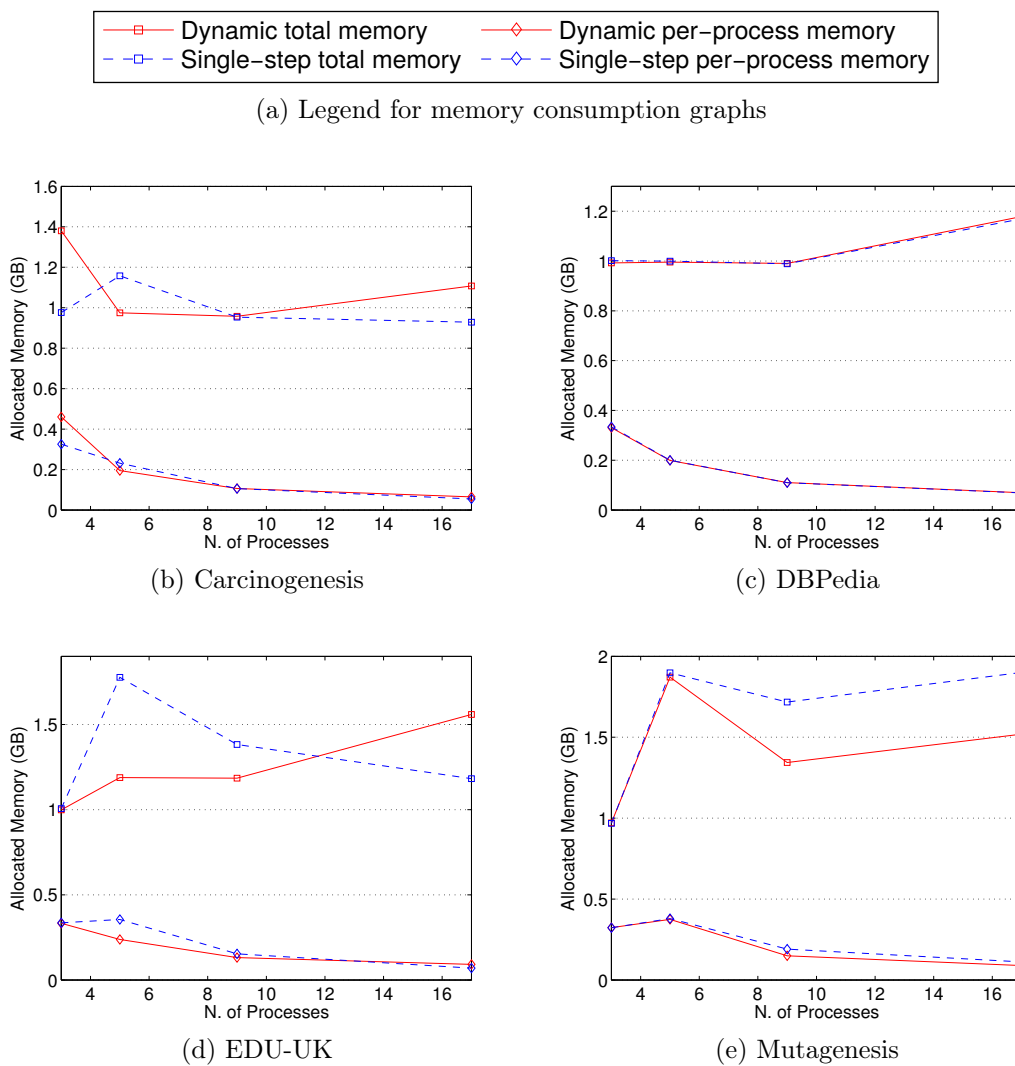 Dynamic total memory Dynamic per−process memory
Single−step total memory Single−step per−process memory
(a) Legend for memory consumption graphs
1.6
1.4
1.2
1
0.8
0.6
0.4
0.2
0
Allocated Memory (GB)
4 6 8 10 12 14 16
N. of Processes
(b) Carcinogenesis
1.2
1
0.8
0.6
0.4
0.2
0
Allocated Memory (GB)
4 6 8 10 12 14 16
N. of Processes
(c) DBPedia
1.5
1
0.5
0
Allocated Memory (GB)
4 6 8 10 12 14 16
N. of Processes
(d) EDU-UK
2
1.5
1
0.5
0
Allocated Memory (GB)
4 6 8 10 12 14 16
N. of Processes
(e) Mutagenesis